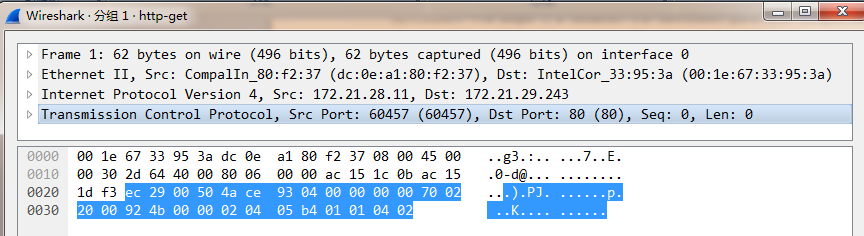 Wireshark · 分组 1 · http-get
Frame 1: 62 bytes on wire (496 bits), 62 bytes captured (496 bits) on interface 0
Ethernet II, Src: CompalIn_80:f2:37 (dc:0e:a1:80:f2:37), Dst: IntelCor_33:95:3a (00:1e:67:33:95:3a)
Internet Protocol Version 4, Src: 172.21.28.11, Dst: 172.21.29.243
Transmission Control Protocol, Src Port: 60457 (60457), Dst Port: 80 (80), Seq: 0, Len: 0
0000 00 1e 67 33 95 3a dc 0e a1 80 f2 37 08 00 45 00 ..g3.:.. ...7..E.
0010 00 30 2d 64 40 00 80 06 00 00 ac 15 1c 0b ac 15 .0-d@... ........
0020 1d f3 ec 29 00 50 4a ce 93 04 00 00 00 00 70 02 ...).PJ. ......p.
0030 20 00 92 4b 00 00 02 04 05 b4 01 01 04 02 ..K.... ......